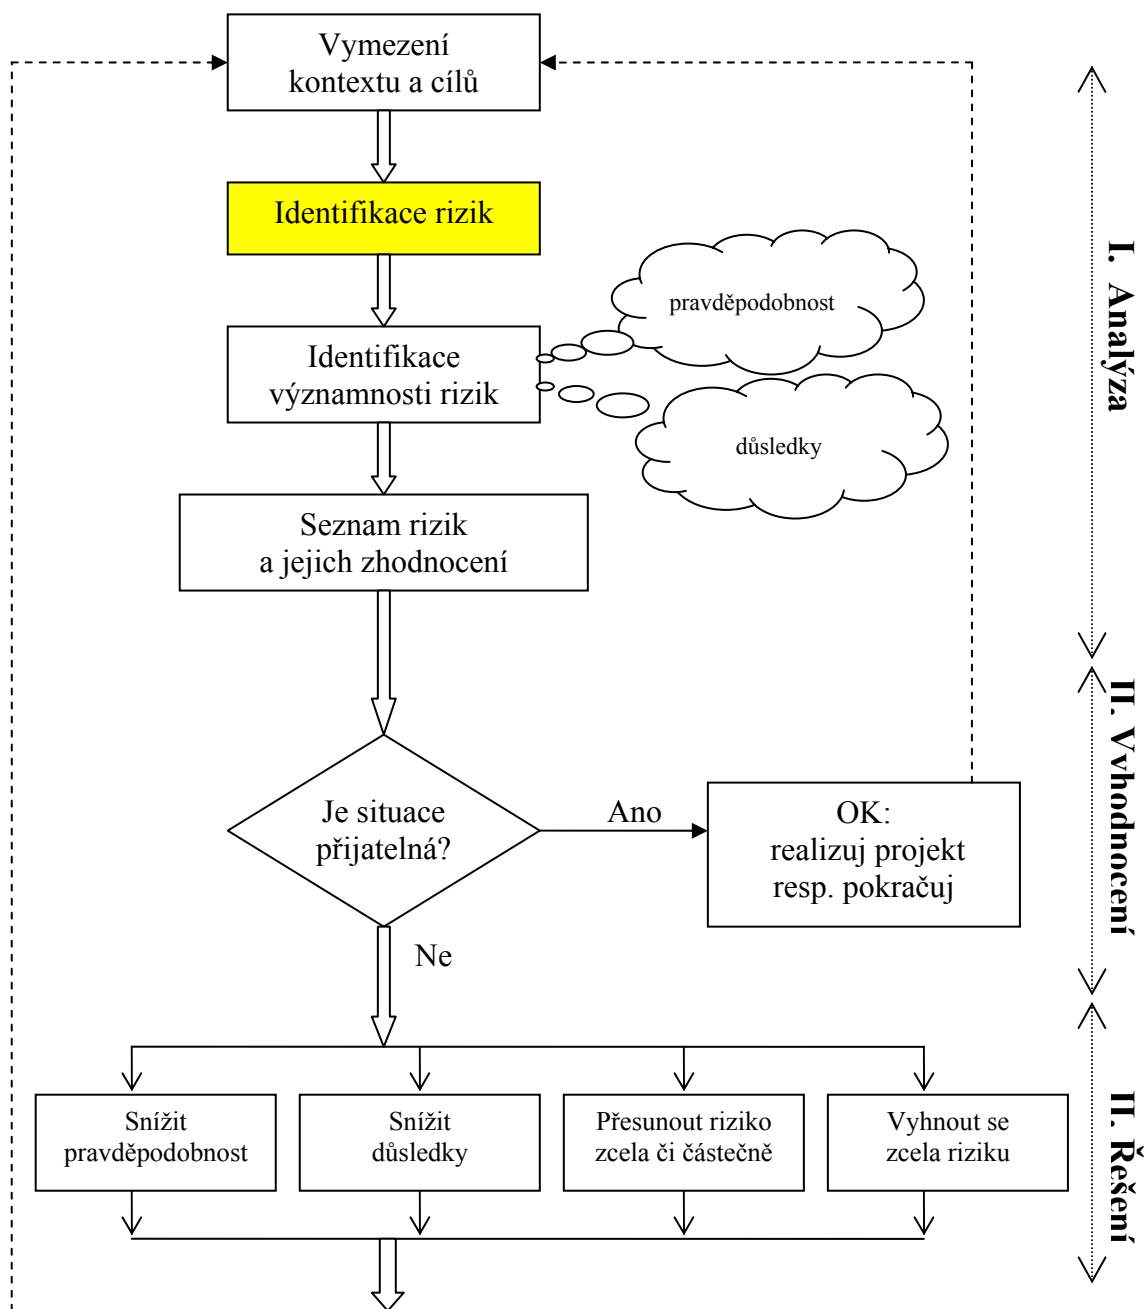 Vymezení
kontextu a cílů
Identifikace rizik
pravděpodobnost
Identifikace
významnosti rizik
důsledky
Seznam rizik
a jejich zhodnocení
I. Analýza
Je situace
přijatelná?
Ano
OK:
realizuj projekt
resp. pokračuj
II. Vyhodnocení
Ne
Snížit
pravděpodobnost
Snížit
důsledky
Přesunout riziko
zcela či částečně
Vyhnout se
zcela riziku
II. Řešení